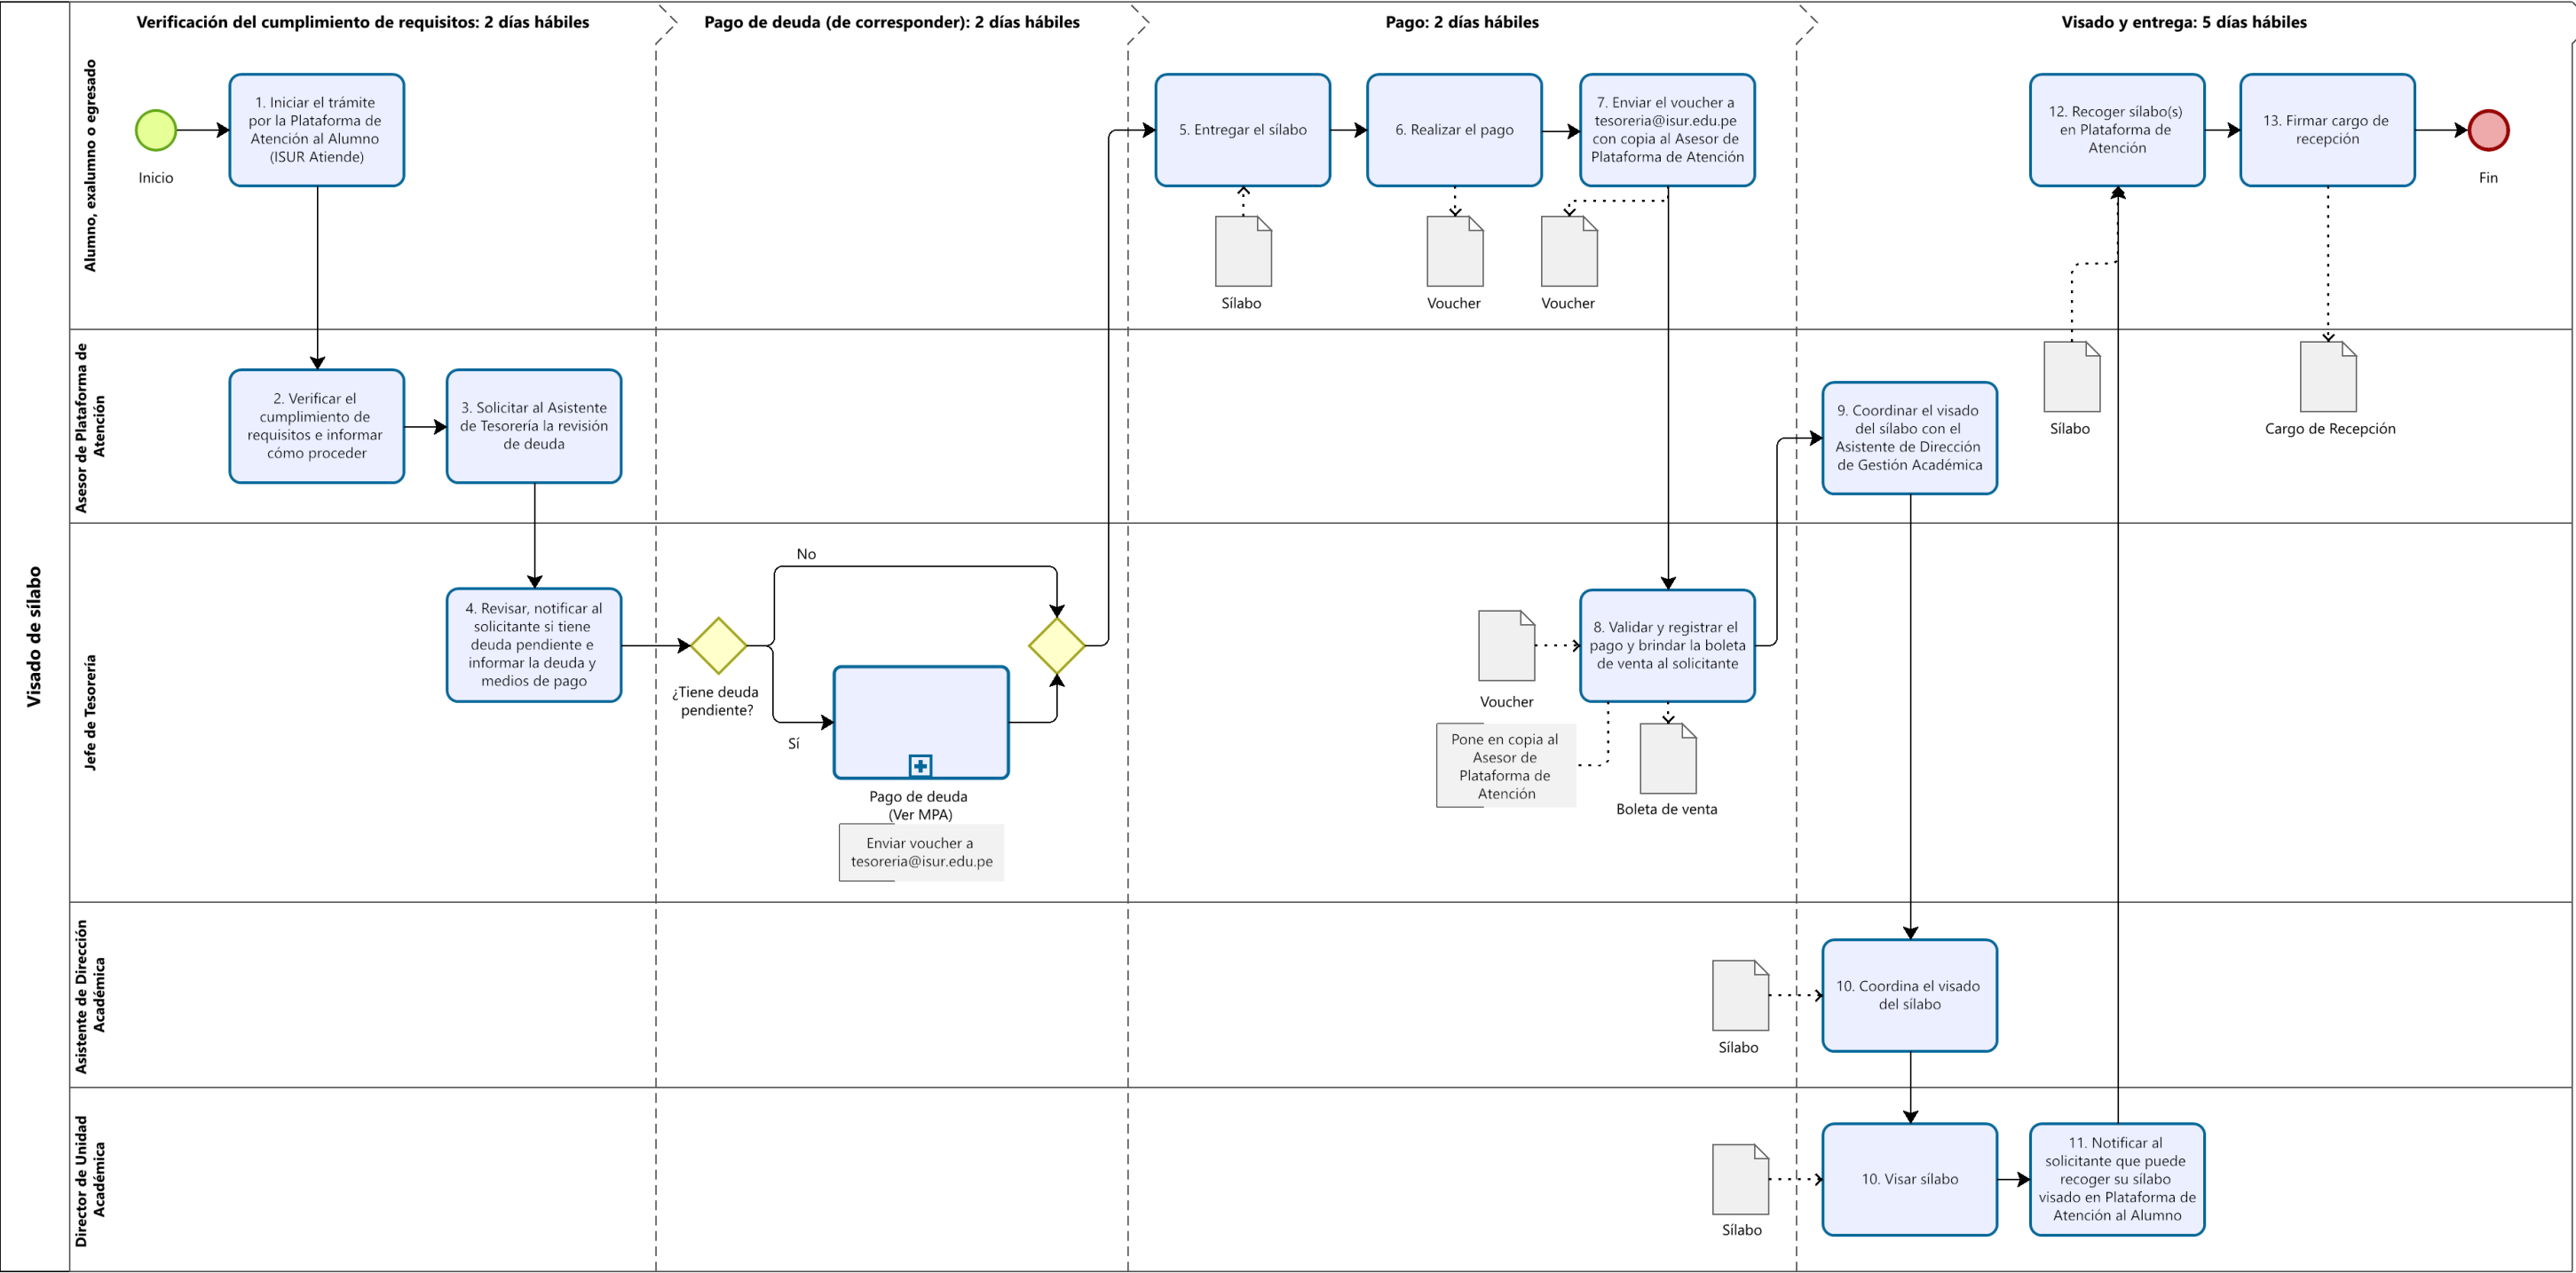 Verificación del cumplimiento de requisitos: 2 días hábiles
Pago de deuda (de corresponder): 2 días hábiles
Pago: 2 días hábiles
Visado y entrega: 5 días hábiles
Visado de sílabo
Alumno, exalumno o egresado
Inicio
1. Iniciar el trámite
por la Plataforma de
Atención al Alumno
(ISUR Atiende)
5. Entregar el sílabo
6. Realizar el pago
7. Enviar el voucher a
tesoreria@isur.edu.pe
con copia al Asesor de
Plataforma de Atención
12. Recoger sílabo(s)
en Plataforma de
Atención
13. Firmar cargo de
recepción
Fin
Sílabo
Voucher
Voucher
Asesor de Plataforma de
Atención
2. Verificar el
cumplimiento de
requisitos e informar
cómo proceder
3. Solicitar al Asistente
de Tesorería la revisión
de deuda
9. Coordinar el visado
del sílabo con el
Asistente de Dirección
de Gestión Académica
Sílabo
Cargo de Recepción
Jefe de Tesorería
4. Revisar, notificar al
solicitante si tiene
deuda pendiente e
informar la deuda y
medios de pago
¿Tiene deuda
pendiente?
No
Sí
Pago de deuda
(Ver MPA)
Enviar voucher a
tesoreria@isur.edu.pe
Voucher
8. Validar y registrar el
pago y brindar la boleta
de venta al solicitante
Pone en copia al
Asesor de
Plataforma de
Atención
Boleta de venta
Asistente de Dirección
Académica
Sílabo
10. Coordina el visado
del sílabo
Director de Unidad
Académica
Sílabo
10. Visar sílabo
11. Notificar al
solicitante que puede
recoger su sílabo
visado en Plataforma de
Atención al Alumno